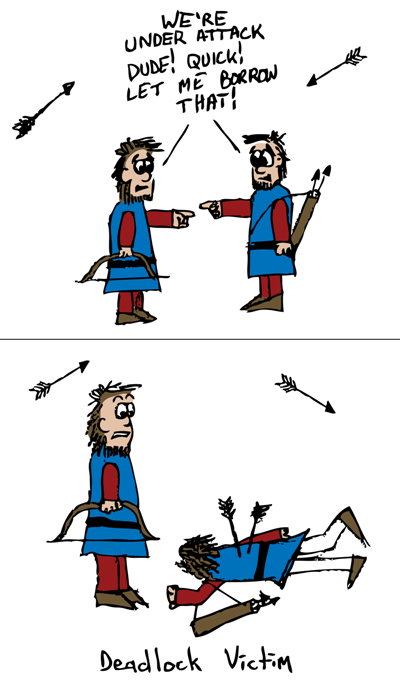 WE'RE
UNDER ATTACK
DUDE! QUICK!
LET ME BORROW
THAT!
Deadlock Victim